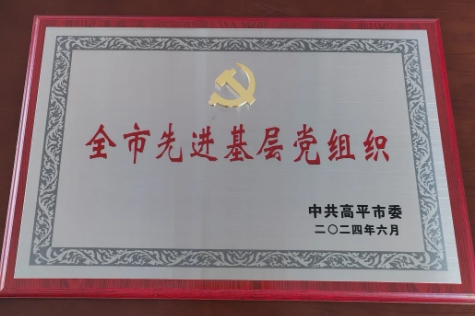 全市先进基层党组织
中共高平市委
二〇二四年六月